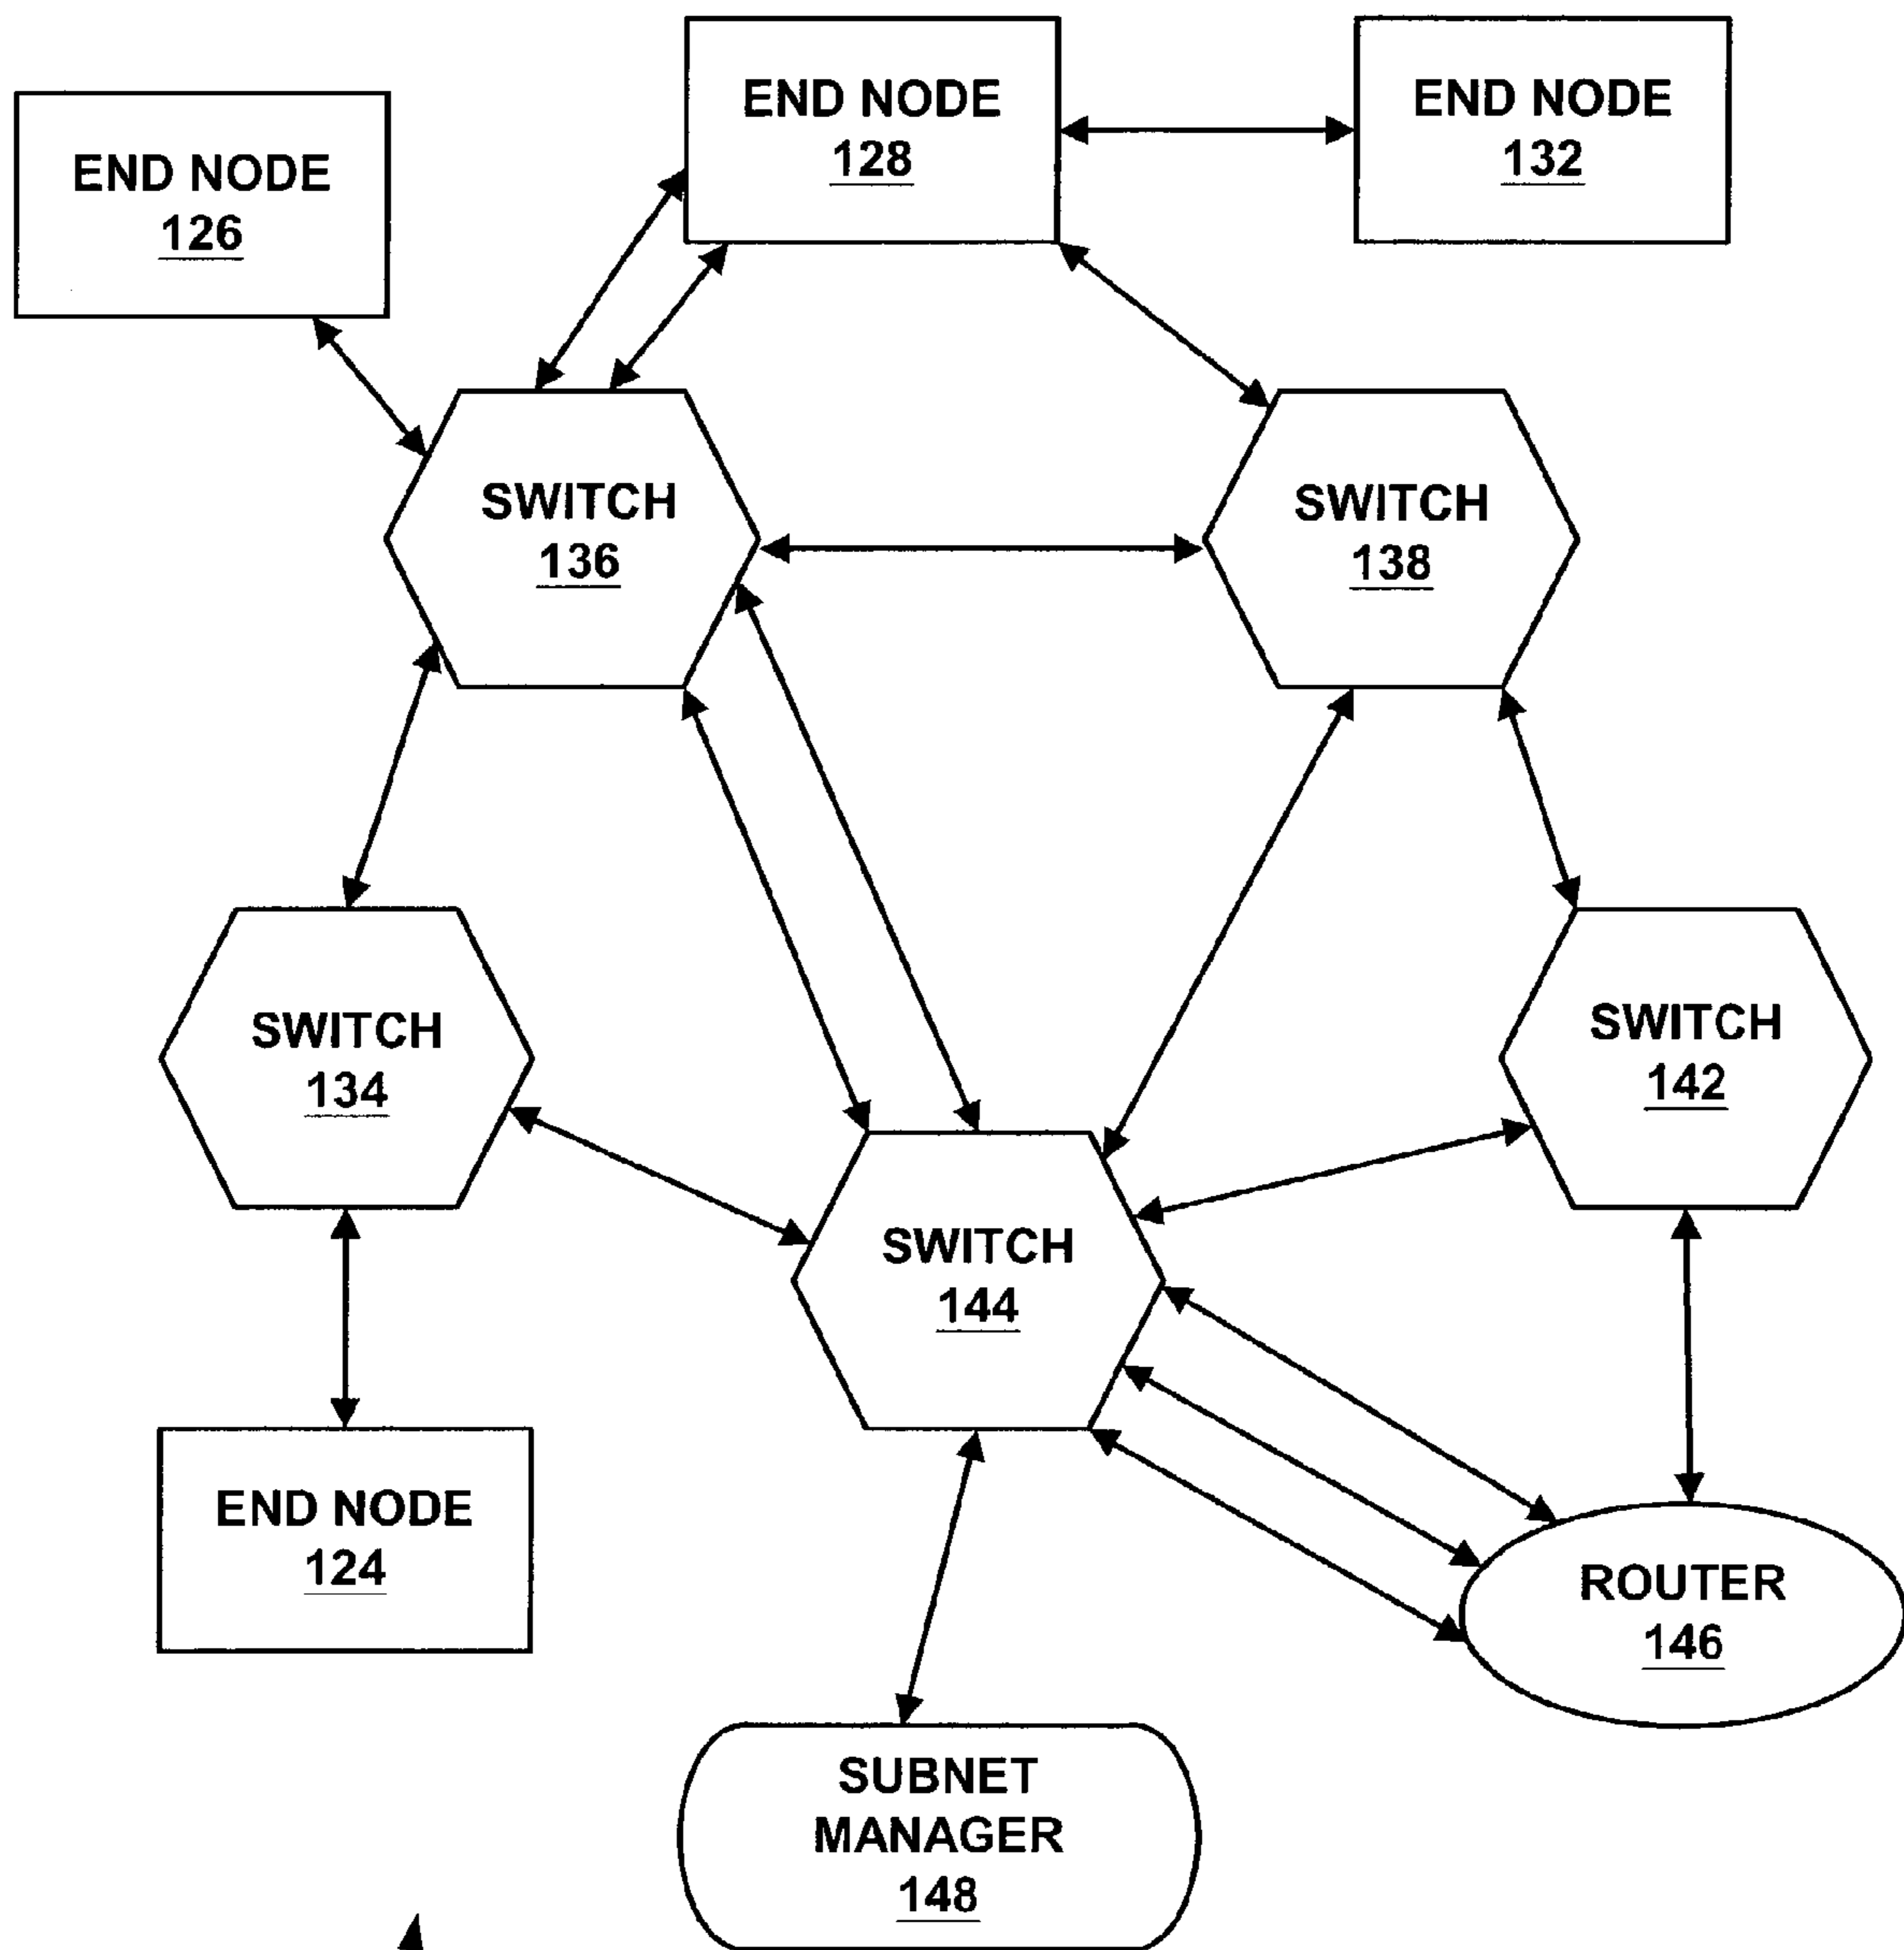 END NODE
128
END NODE
132
END NODE
126
SWITCH
136
SWITCH
138
SWITCH
134
SWITCH
142
SWITCH
144
END NODE
124
ROUTER
146
SUBNET
MANAGER
148